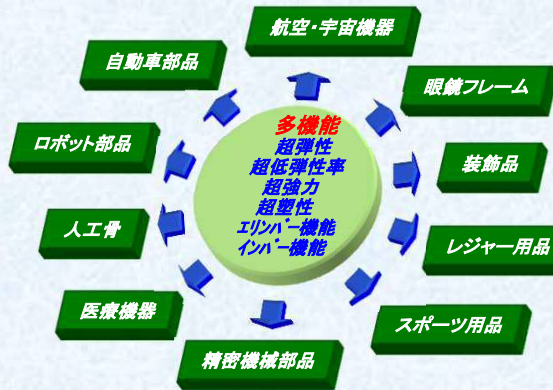 航空・宇宙機器
自動車部品
眼鏡フレーム
ロボット部品
装飾品
人工骨
レジャー用品
医療機器
スポーツ用品
精密機械部品
多機能
超弾性
超低弾性率
超強力
超塑性
エリンバー機能
インバー機能